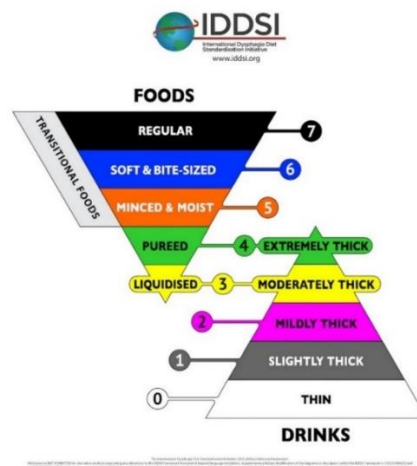 IDDSI
International Dysphagia Diet
Standardisation Initiative
www.iddsi.org
FOODS
TRANSITIONAL FOODS
REGULAR
7
SOFT & BITE-SIZED
6
MINCED & MOIST
5
PUREED
4
EXTREMELY THICK
LIQUIDISED
3
MODERATELY THICK
2
MILDLY THICK
1
SLIGHTLY THICK
0
THIN
DRINKS